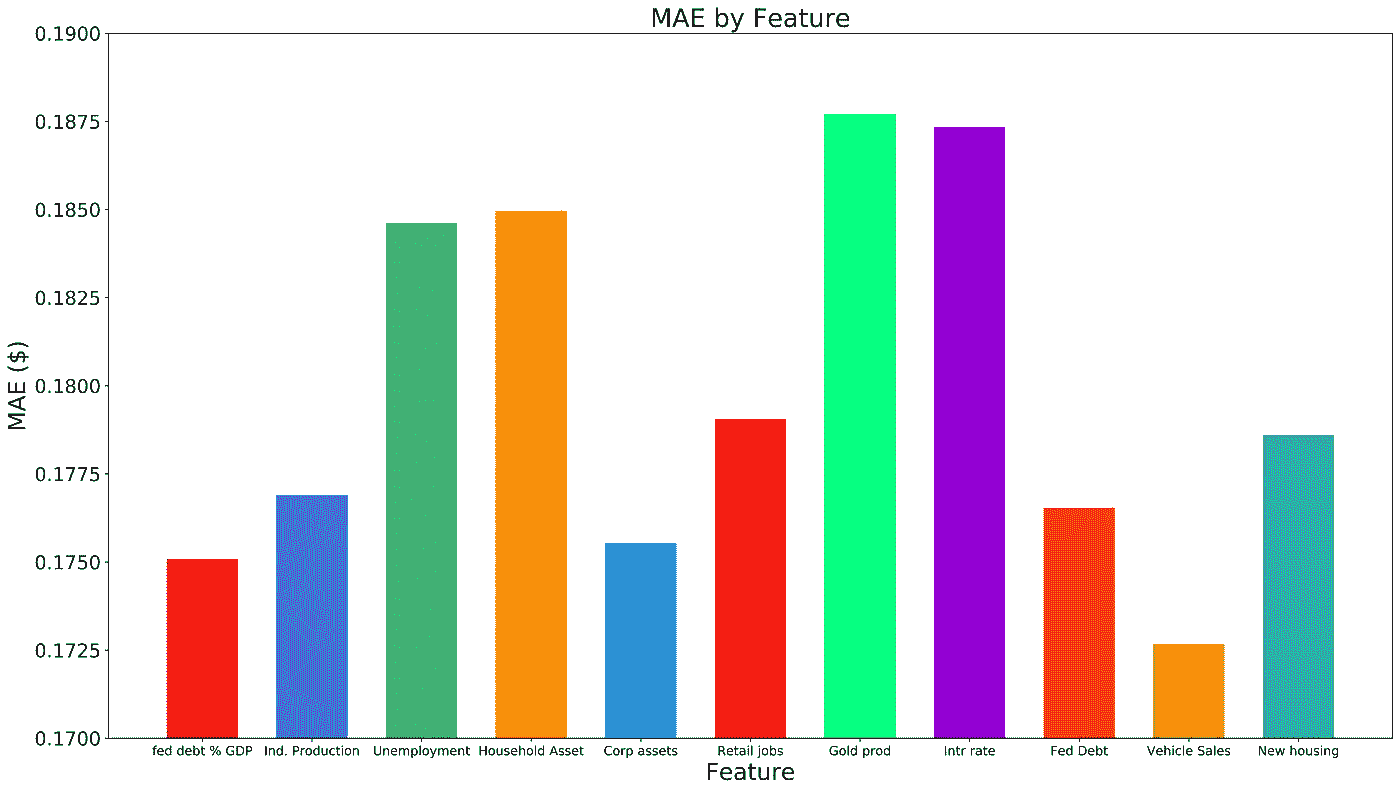 MAE by Feature
MAE ($)
0.1900
0.1875
0.1850
0.1825
0.1800
0.1775
0.1750
0.1725
0.1700
fed debt % GDP Ind. Production Unemployment Household Asset Corp assets Retail jobs Gold prod Intr rate Fed Debt Vehicle Sales New housing
Feature